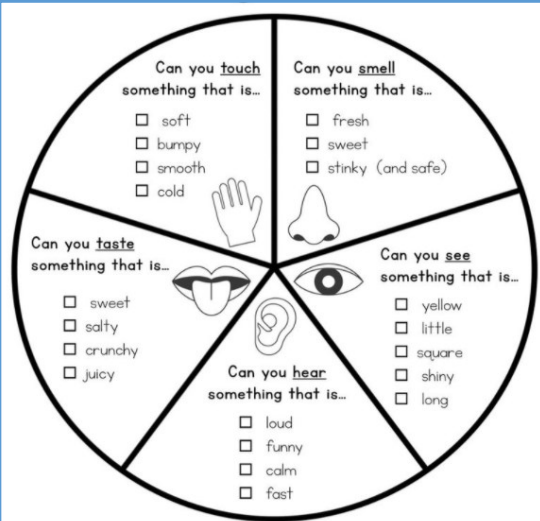 Can you touch
something that is...
soft
bumpy
smooth
cold
Can you smell
something that is...
fresh
sweet
stinky (and safe)
Can you see
something that is...
yellow
little
square
shiny
long
Can you hear
something that is...
loud
funny
calm
fast
Can you taste
something that is...
sweet
salty
crunchy
juicy